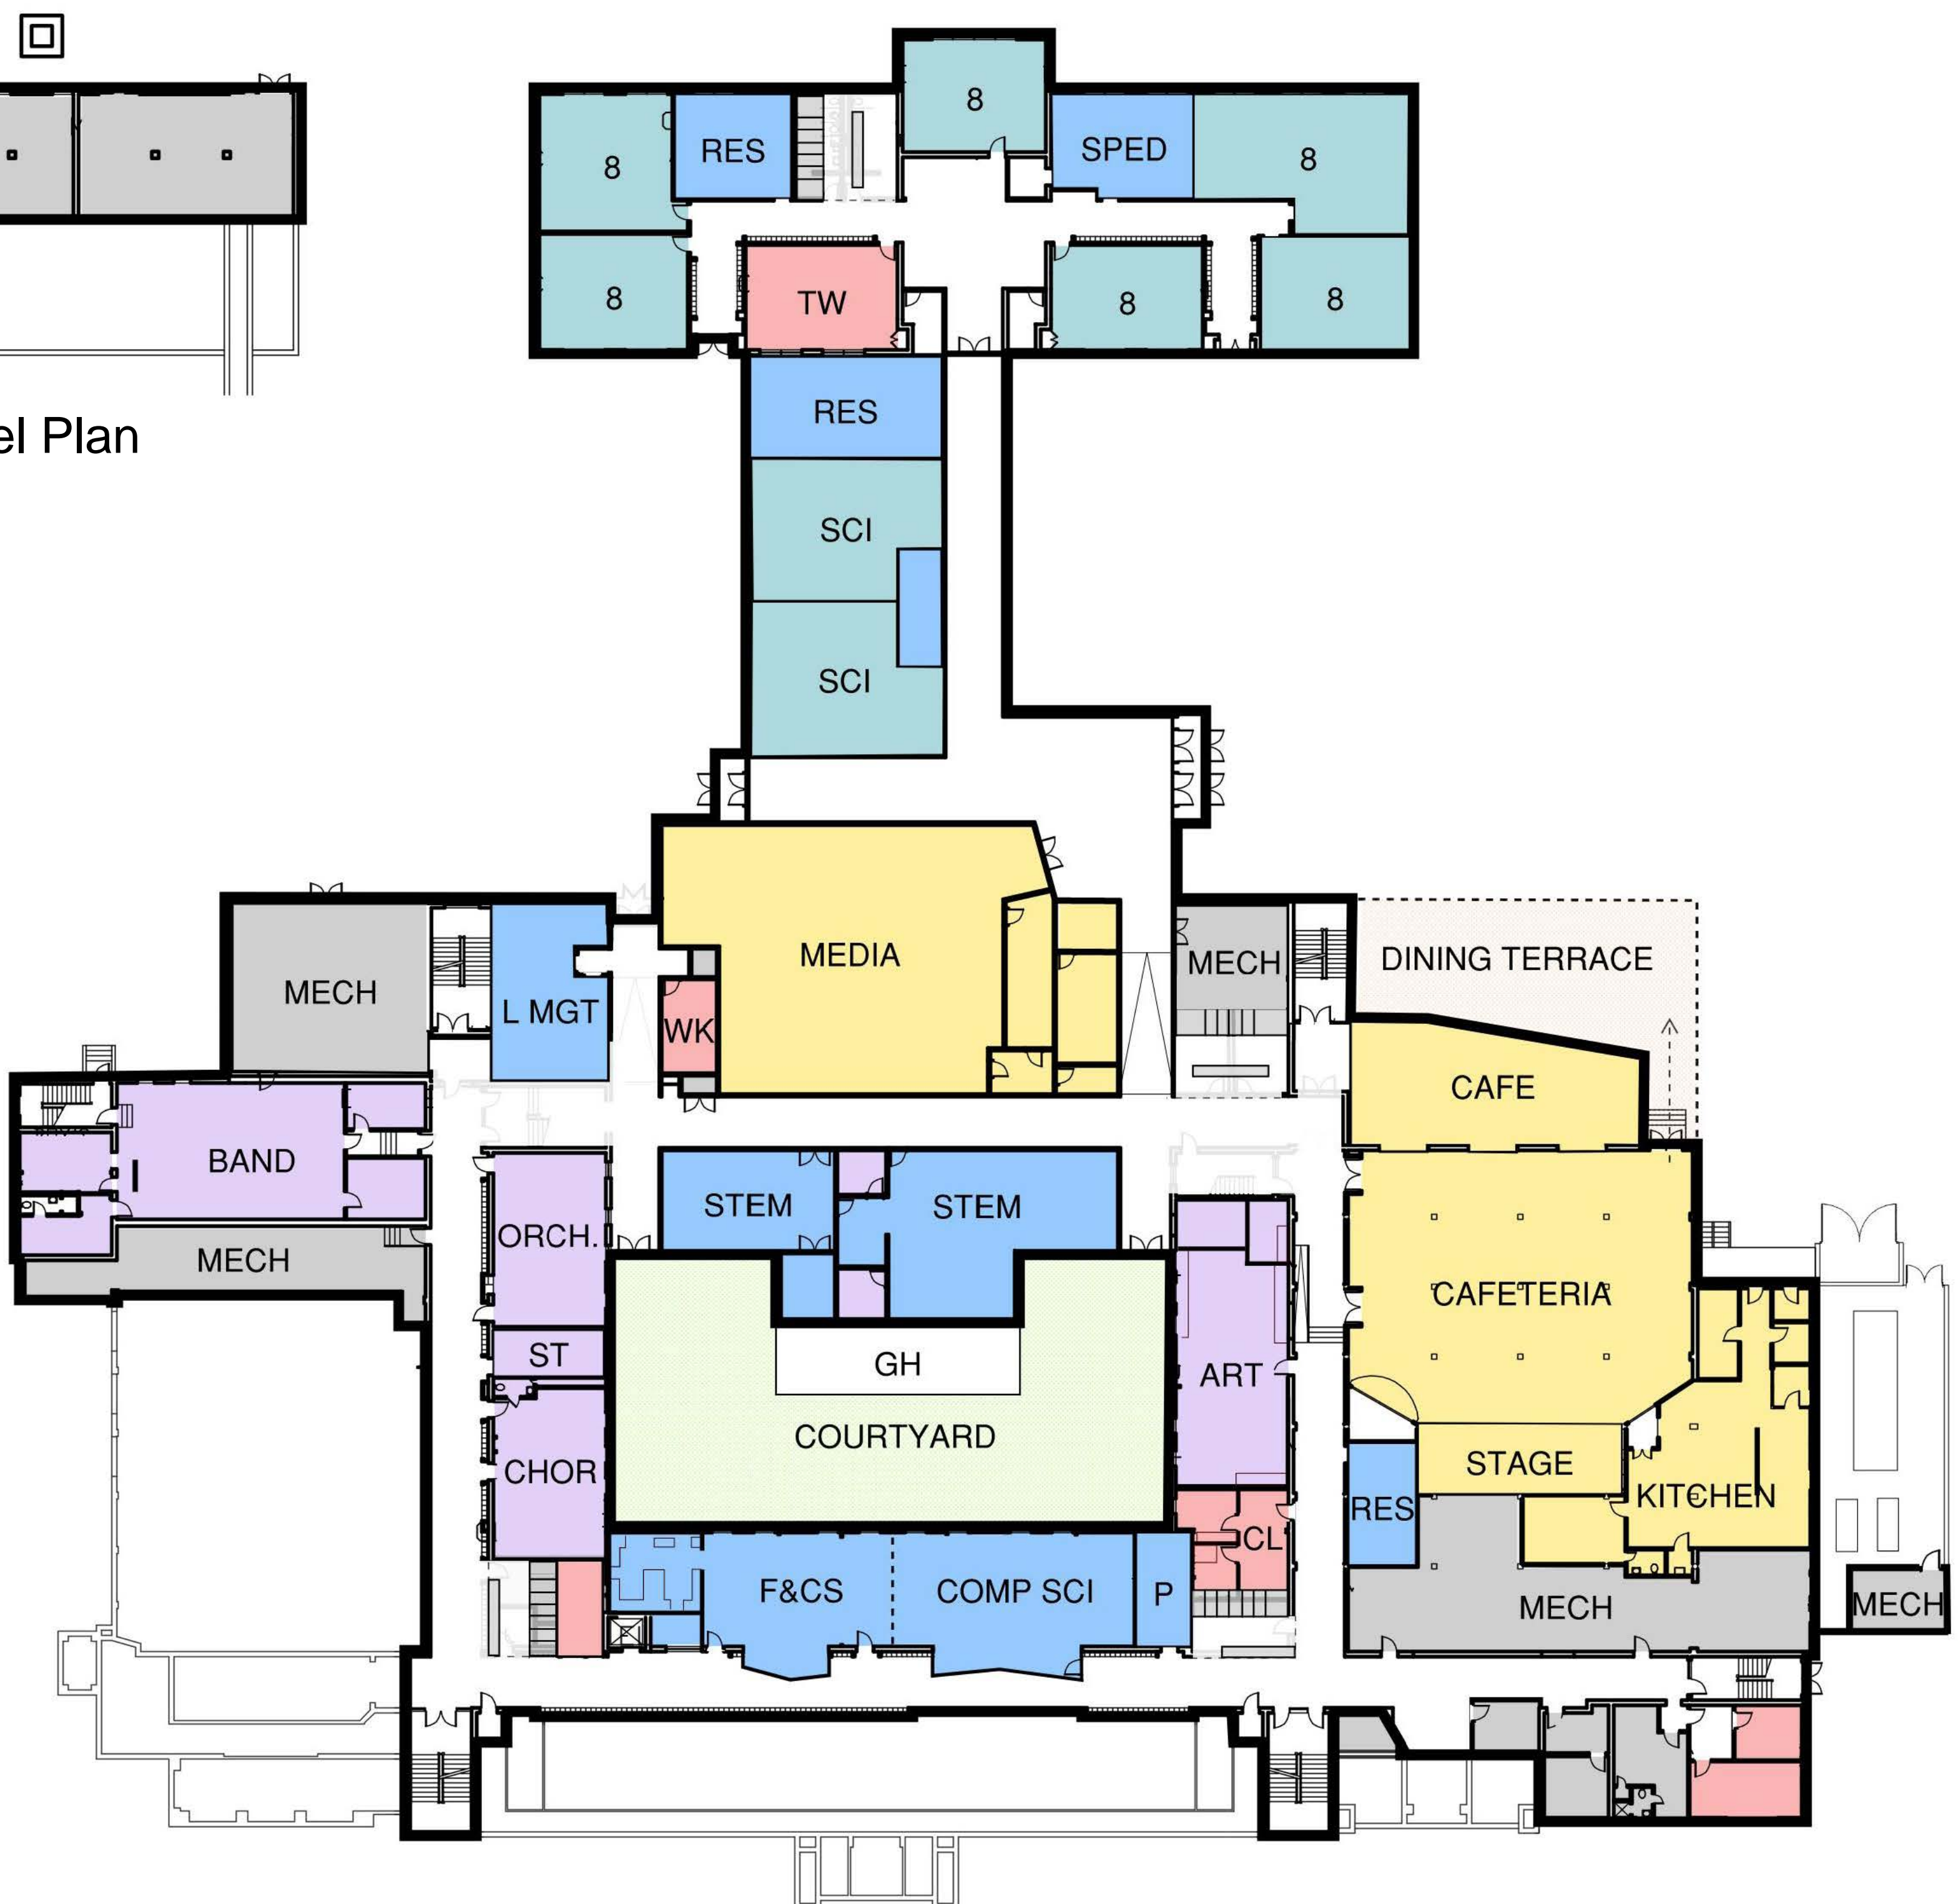 8
RES
SPED
8
8
8
TW
8
8
RES
el Plan
SCI
SCI
MEDIA
MECH
DINING TERRACE
MECH
L MGT
WK
CAFE
BAND
STEM
STEM
ORCH.
MECH
CAFETERIA
ST
GH
ART
COURTYARD
CHOR
STAGE
RES
KITCHEN
CL
F&CS
COMP SCI
P
MECH
MECH